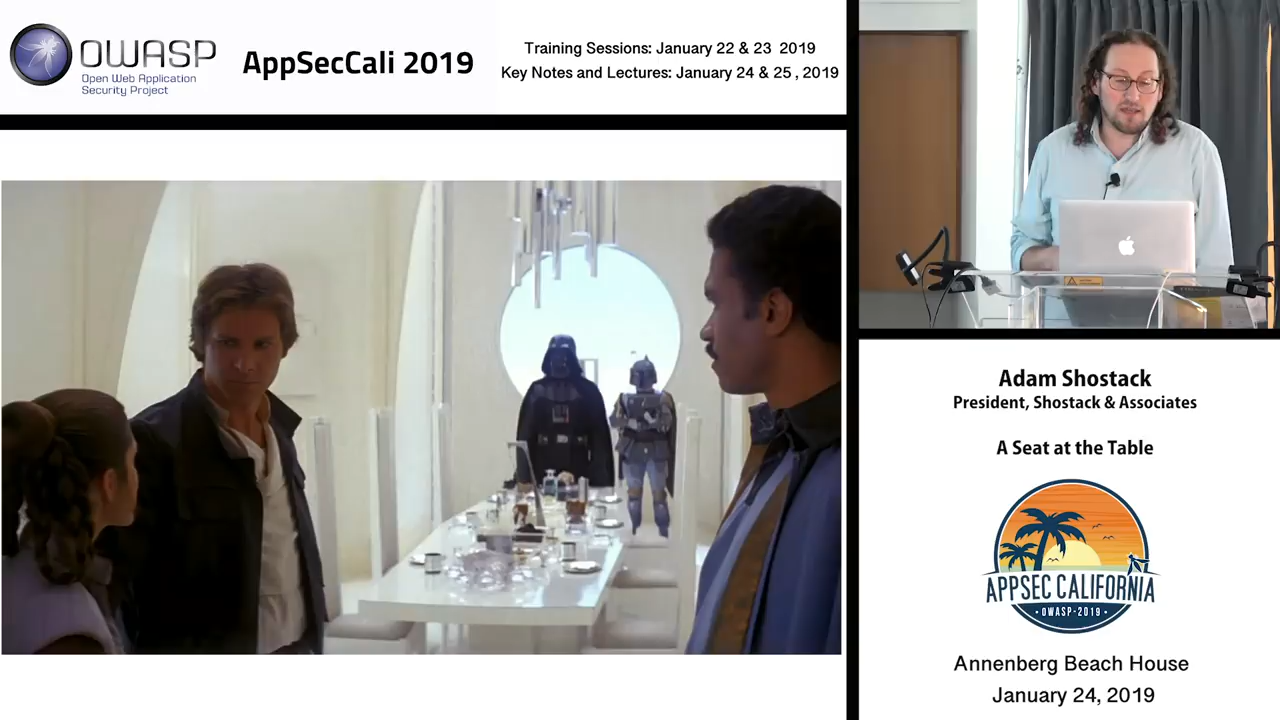 OWASP
Open Web Application
Security Project
AppSecCali 2019
Training Sessions: January 22 & 23 2019
Key Notes and Lectures: January 24 & 25 , 2019
Adam Shostack
President, Shostack & Associates
A Seat at the Table
APPSEC CALIFORNIA
• OWASP-2019 •
Annenberg Beach House
January 24, 2019